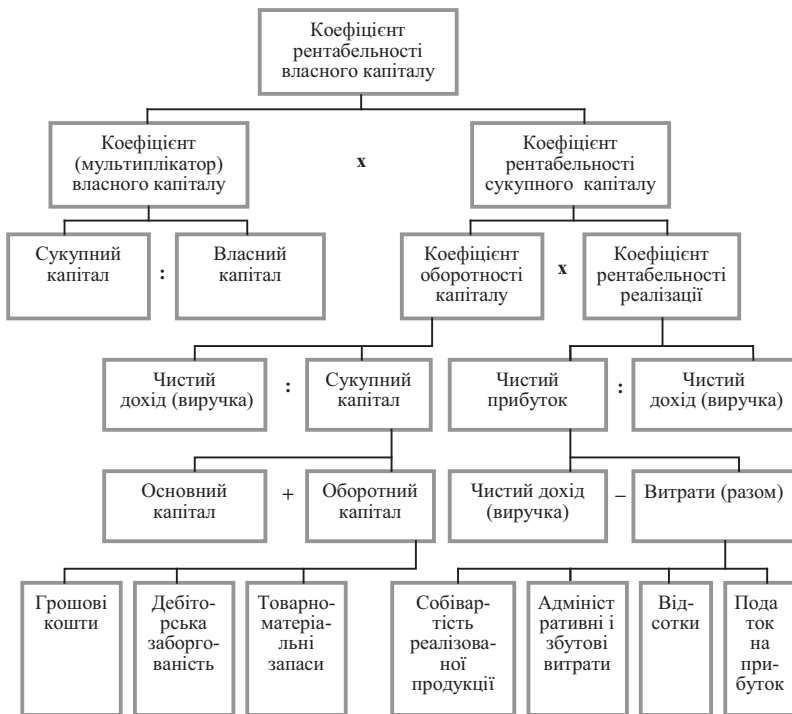 Коефіцієнт
рентабельності
власного капіталу
Коефіцієнт
(мультиплікатор)
власного капіталу
х
Коефіцієнт
рентабельності
сукупного капіталу
Сукупний
капітал
:
Власний
капітал
Коефіцієнт
оборотності
капіталу
х
Коефіцієнт
рентабельності
реалізації
Чистий
дохід (виручка)
:
Сукупний
капітал
Чистий
прибуток
:
Чистий
дохід (виручка)
Основний
капітал
+
Оборотний
капітал
Чистий дохід
(виручка)
–
Витрати (разом)
Грошові
кошти
Дебіто-
рська
заборго-
ваність
Товарно-
матеріа-
льні
запаси
Собівар-
тість
реалізова-
ної
продукції
Адмініст
ративні і
збутові
витрати
Від-
сотки
Пода
ток
на
при-
буток